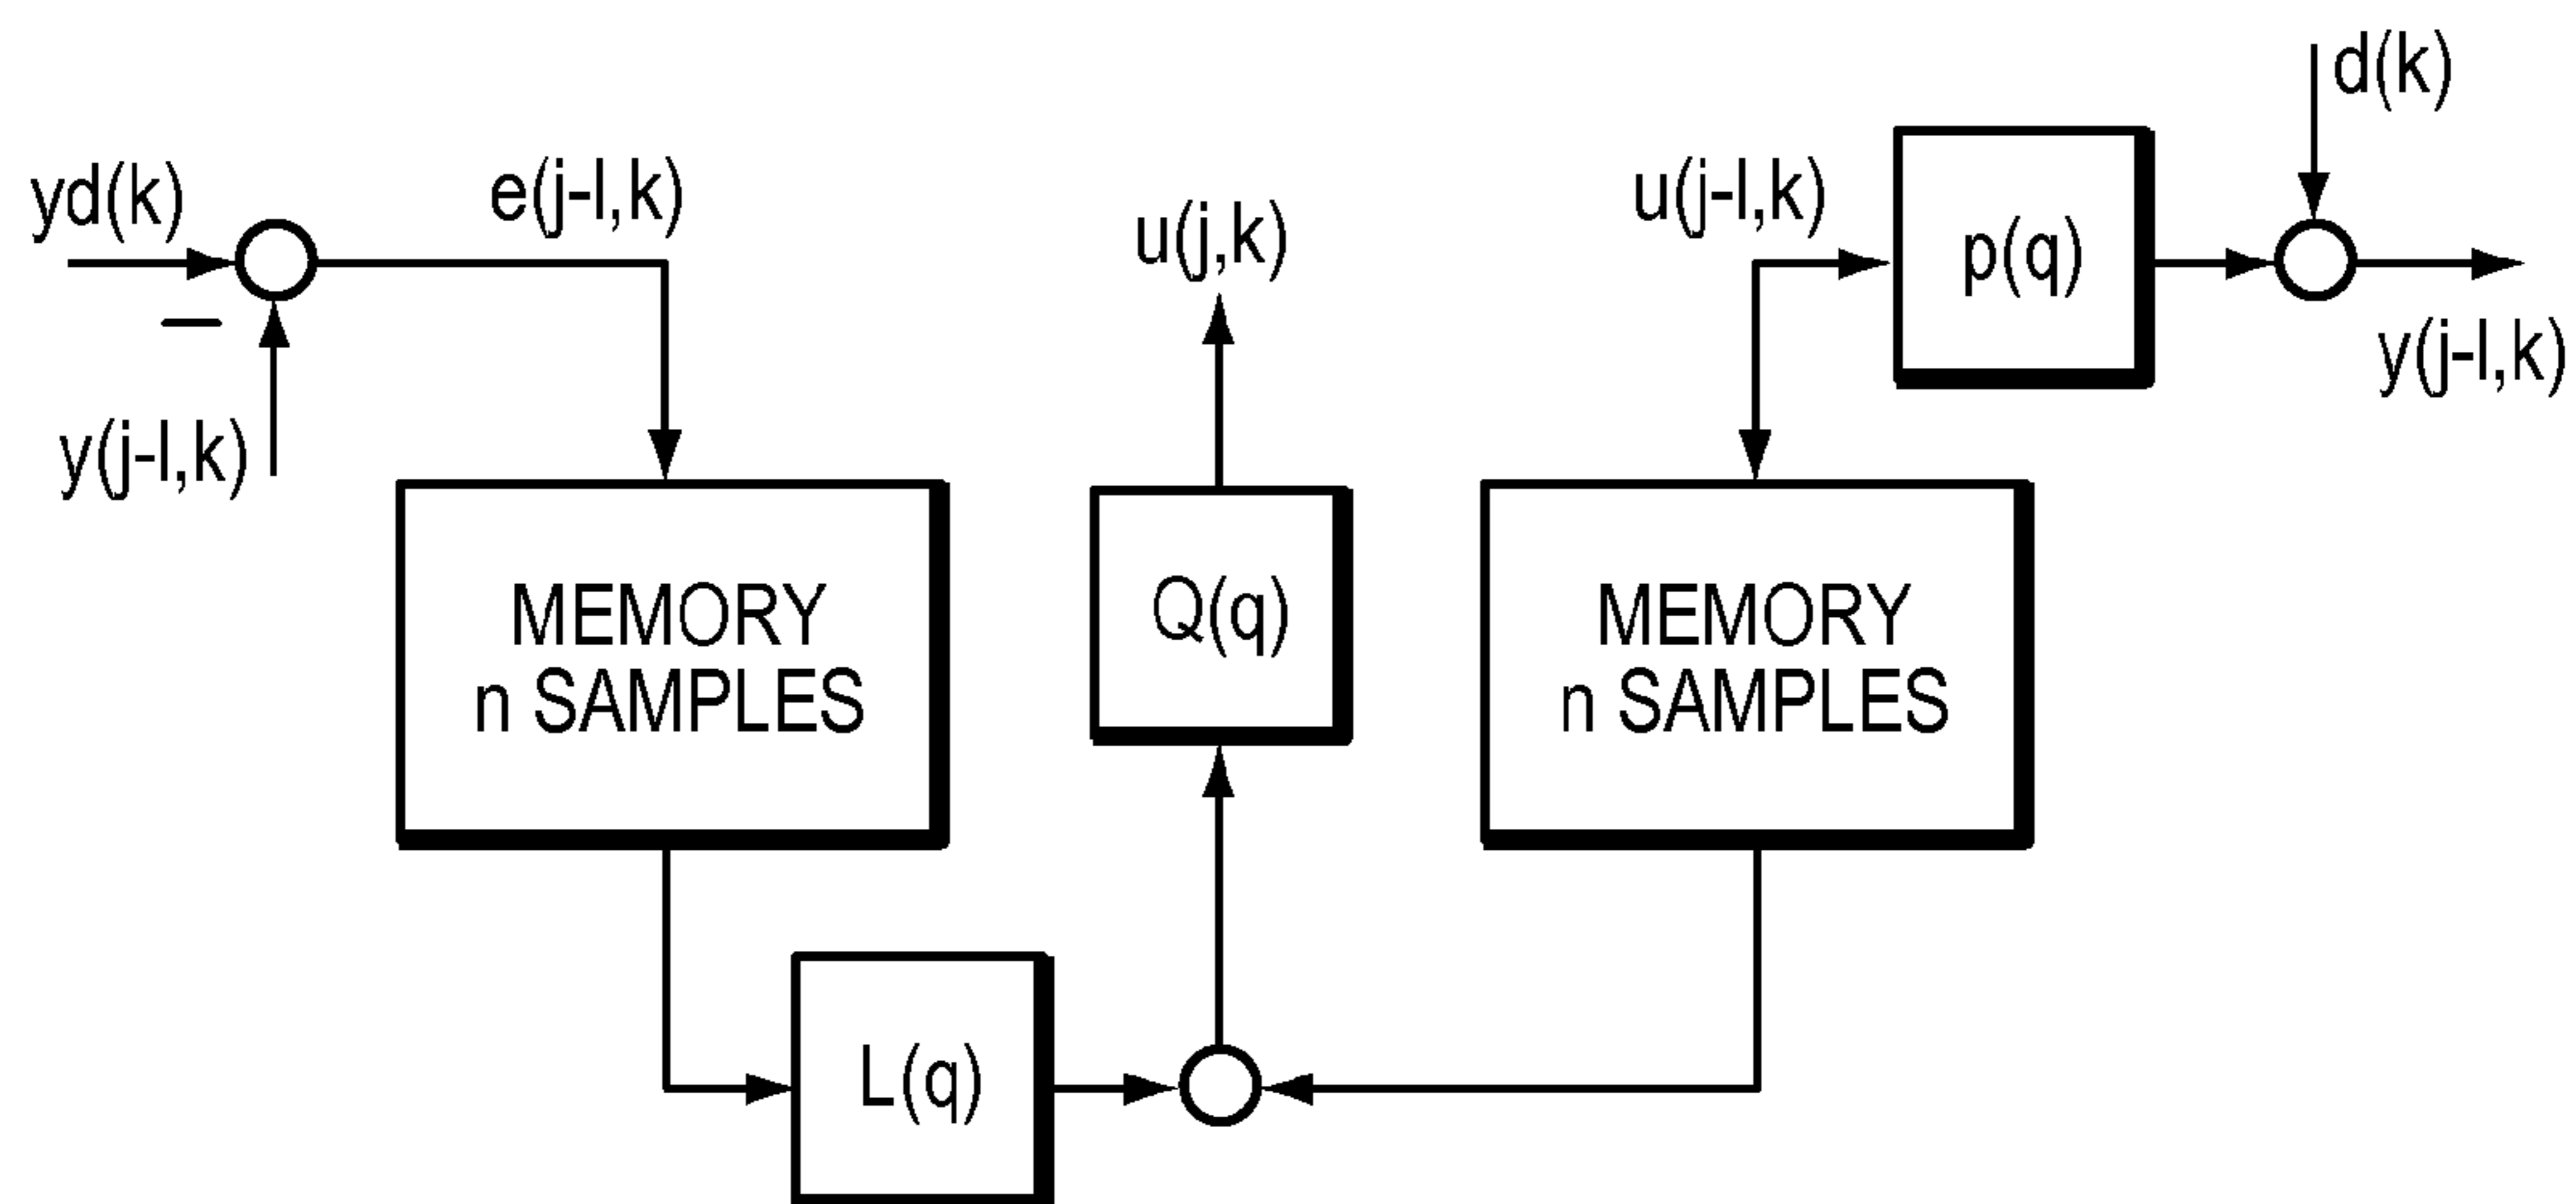 d(k)
yd(k)
e(j-l,k)
u(j-l,k)
u(j,k)
p(q)
y(j-l,k)
y(j-l,k)
MEMORY
n SAMPLES
Q(q)
MEMORY
n SAMPLES
L(q)